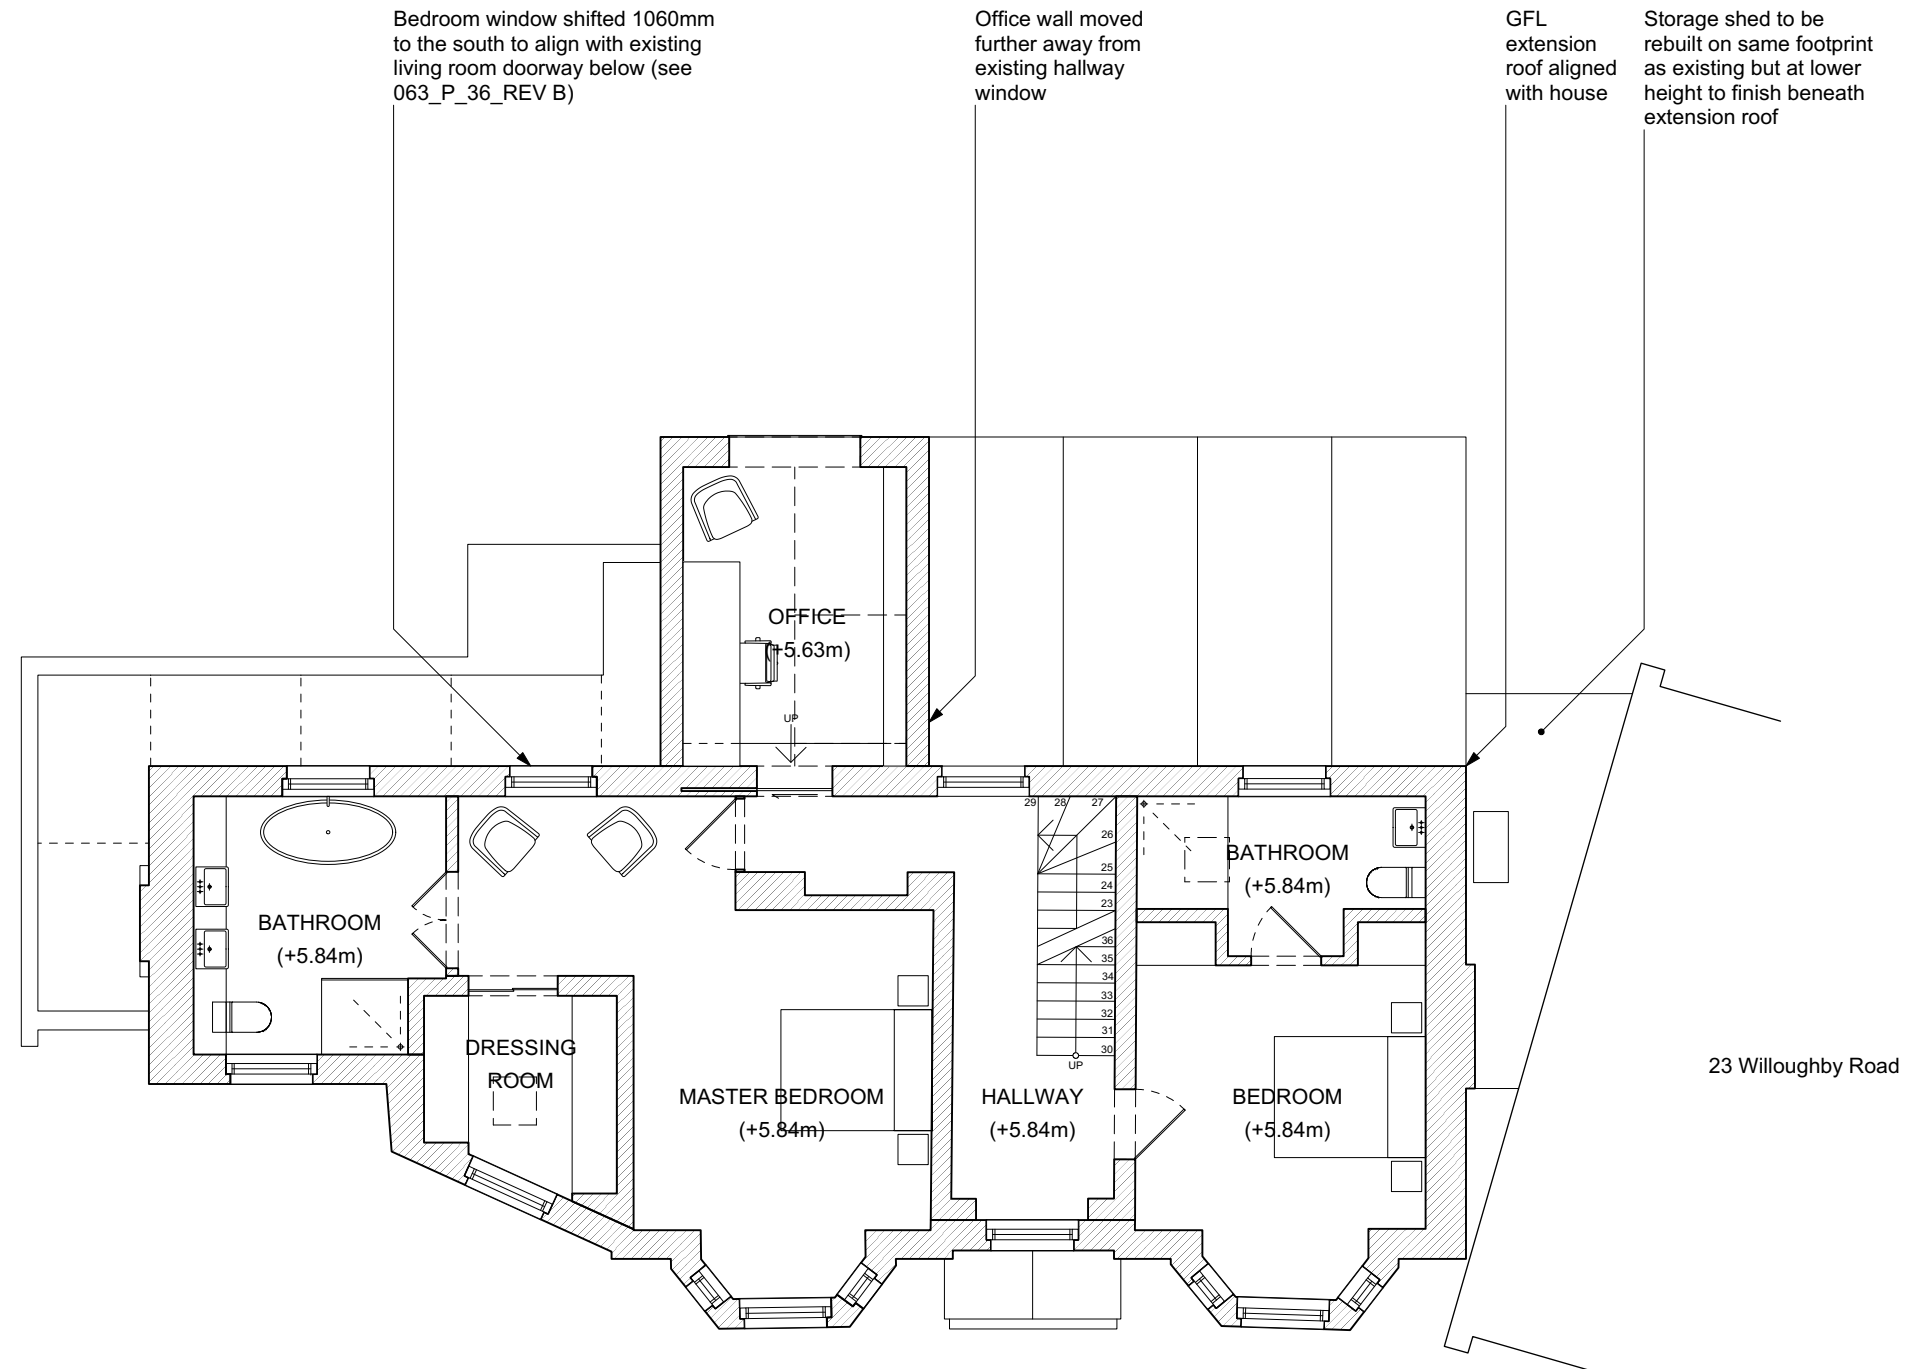 Bedroom window shifted 1060mm
to the south to align with existing
living room doorway below (see
063_P_36_REV B)
Office wall moved
further away from
existing hallway
window
GFL
extension
roof aligned
with house
Storage shed to be
rebuilt on same footprint
as existing but at lower
height to finish beneath
extension roof
OFFICE
(+5.63m)
UP
29 28 27
26
25
24
23
36
35
34
33
32
31
30
UP
BATHROOM
(+5.84m)
BATHROOM
(+5.84m)
DRESSING
ROOM
MASTER BEDROOM
(+5.84m)
HALLWAY
(+5.84m)
BEDROOM
(+5.84m)
23 Willoughby Road